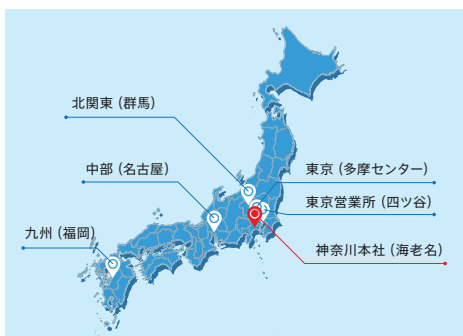 北関東（群馬）
中部（名古屋）
東京（多摩センター）
東京営業所（四ツ谷）
九州（福岡）
神奈川本社（海老名）